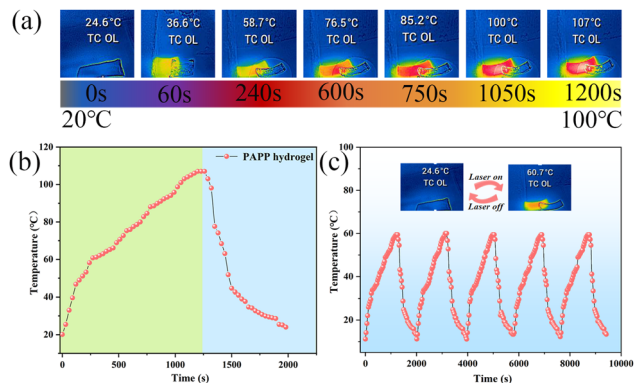 (a)
24.6°C
TC OL
36.6°C
TC OL
58.7°C
TC OL
76.5°C
TC OL
85.2°C
TC OL
100°C
TC OL
107°C
TC OL
0s 60s 240s 600s 750s 1050s 1200s
20℃ 100℃
(b)
PAPP hydrogel
Temperature (℃)
120
100
80
60
40
20
0 500 1000 1500 2000
Time (s)
(c)
24.6°C
TC OL
Laser on
Laser off
60.7°C
TC OL
Temperature (℃)
100
80
60
40
20
0 2000 4000 6000 8000 10000
Time (s)